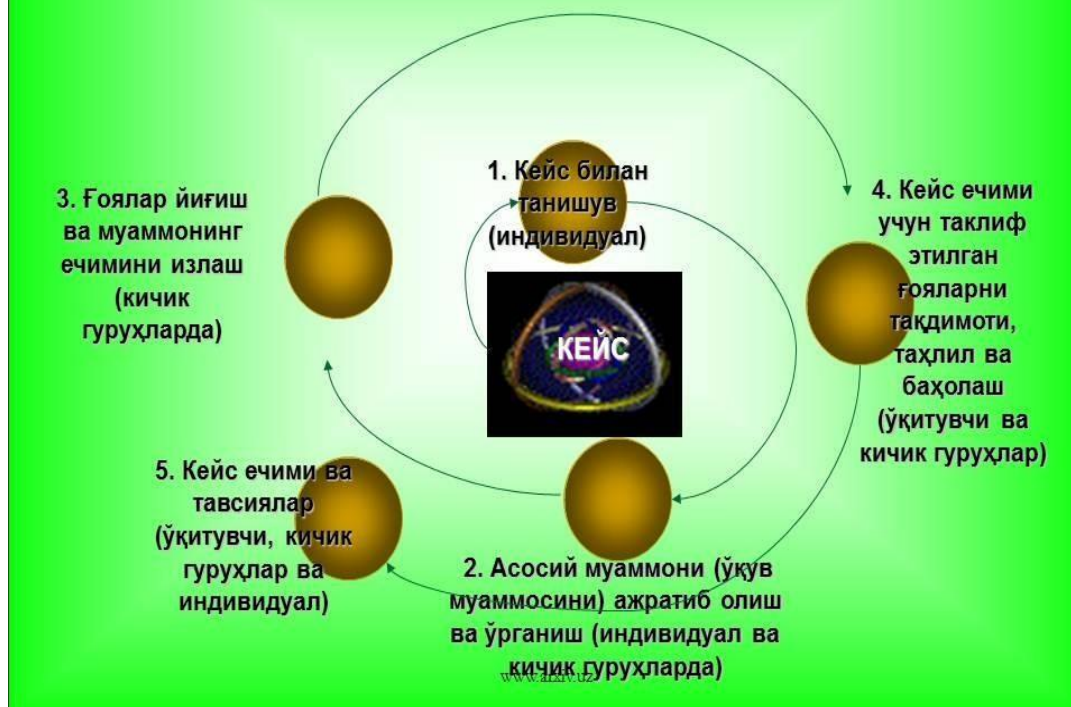 1. Кейс билан
танишув
(индивидуал)
КЕЙС
2. Асосий муаммони (ўқув
муаммосини) ажратиб олиш
ва ўрганиш (индивидуал ва
кичик гуруҳларда)
3. Ғоялар йиғиш
ва муаммонинг
ечимини излаш
(кичик
гуруҳларда)
4. Кейс ечими
учун таклиф
этилган
ғояларни
тақдимоти,
таҳлил ва
баҳолаш
(ўқитувчи ва
кичик гуруҳлар)
5. Кейс ечими ва
тавсиялар
(ўқитувчи, кичик
гуруҳлар ва
индивидуал)
www.arxiv.uz